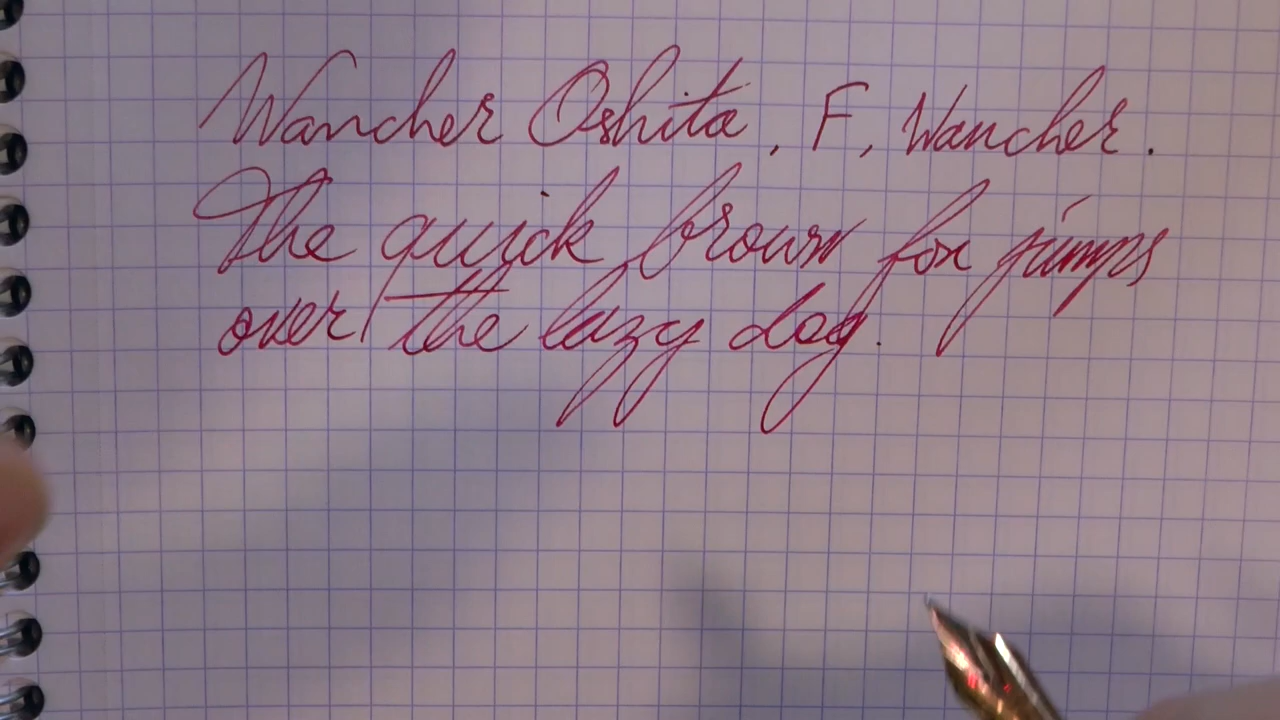 Wancher Oshita, F, Wancher.
The quick brown fox jumps
over the lazy dog.